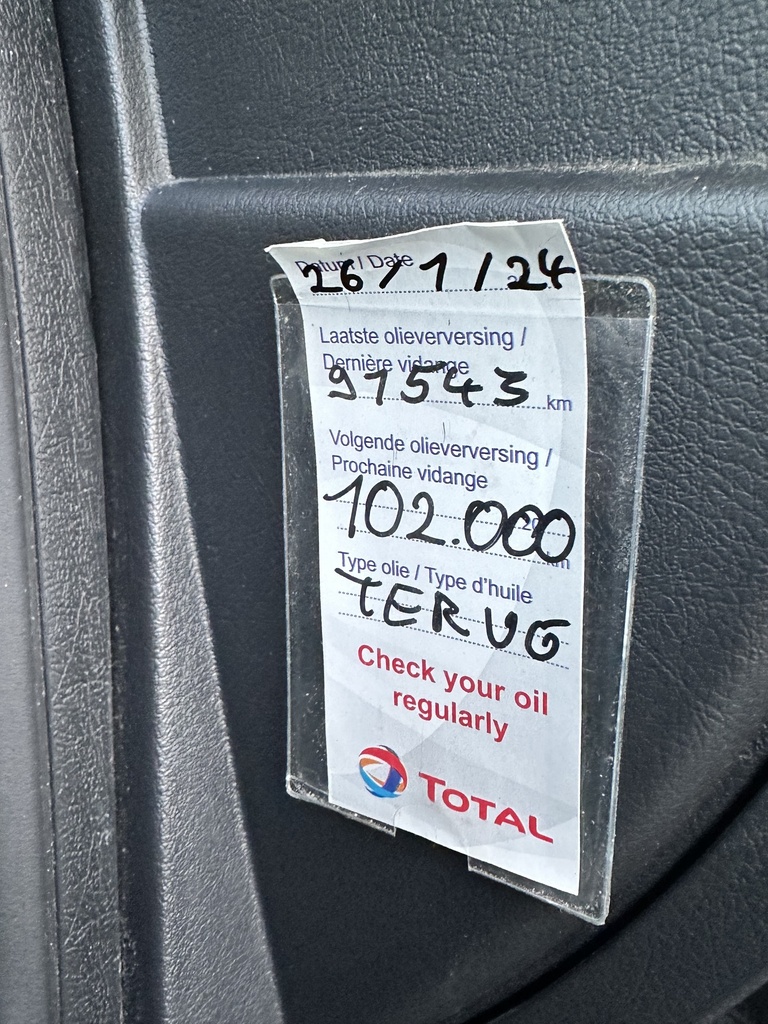 Datum / Date
26/1/24
Laatste olieverversing /
Dernière vidange
91543 km
Volgende olieverversing /
Prochaine vidange
102.000 km
Type olie / Type d'huile
TERUG
Check your oil
regularly
TOTAL